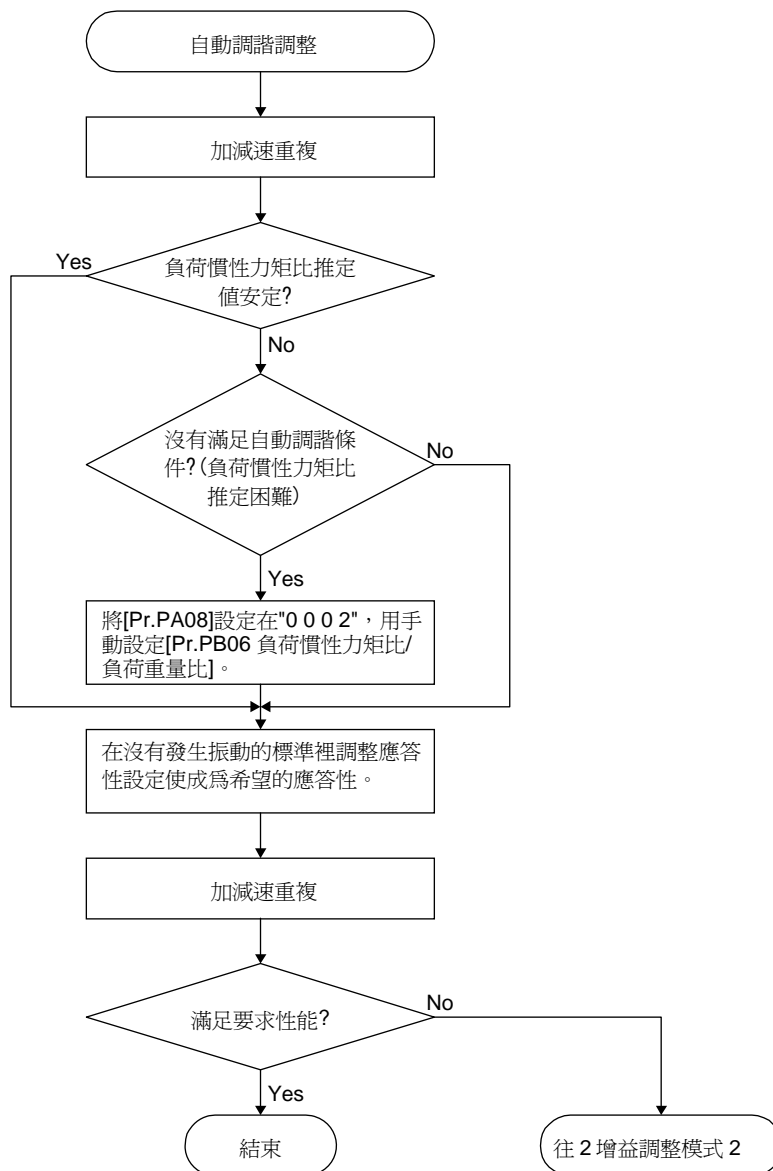 自動調諧調整
加減速重複
Yes
負荷慣性力矩比推定
値安定?
No
沒有滿足自動調諧條
件?(負荷慣性力矩比
推定困難)
No
Yes
將[Pr.PA08]設定在"0 0 0 2"，用手
動設定[Pr.PB06 負荷慣性力矩比/
負荷重量比]。
在沒有發生振動的標準裡調整應答
性設定使成爲希望的應答性。
加減速重複
滿足要求性能?
No
Yes
結束
往 2 增益調整模式 2